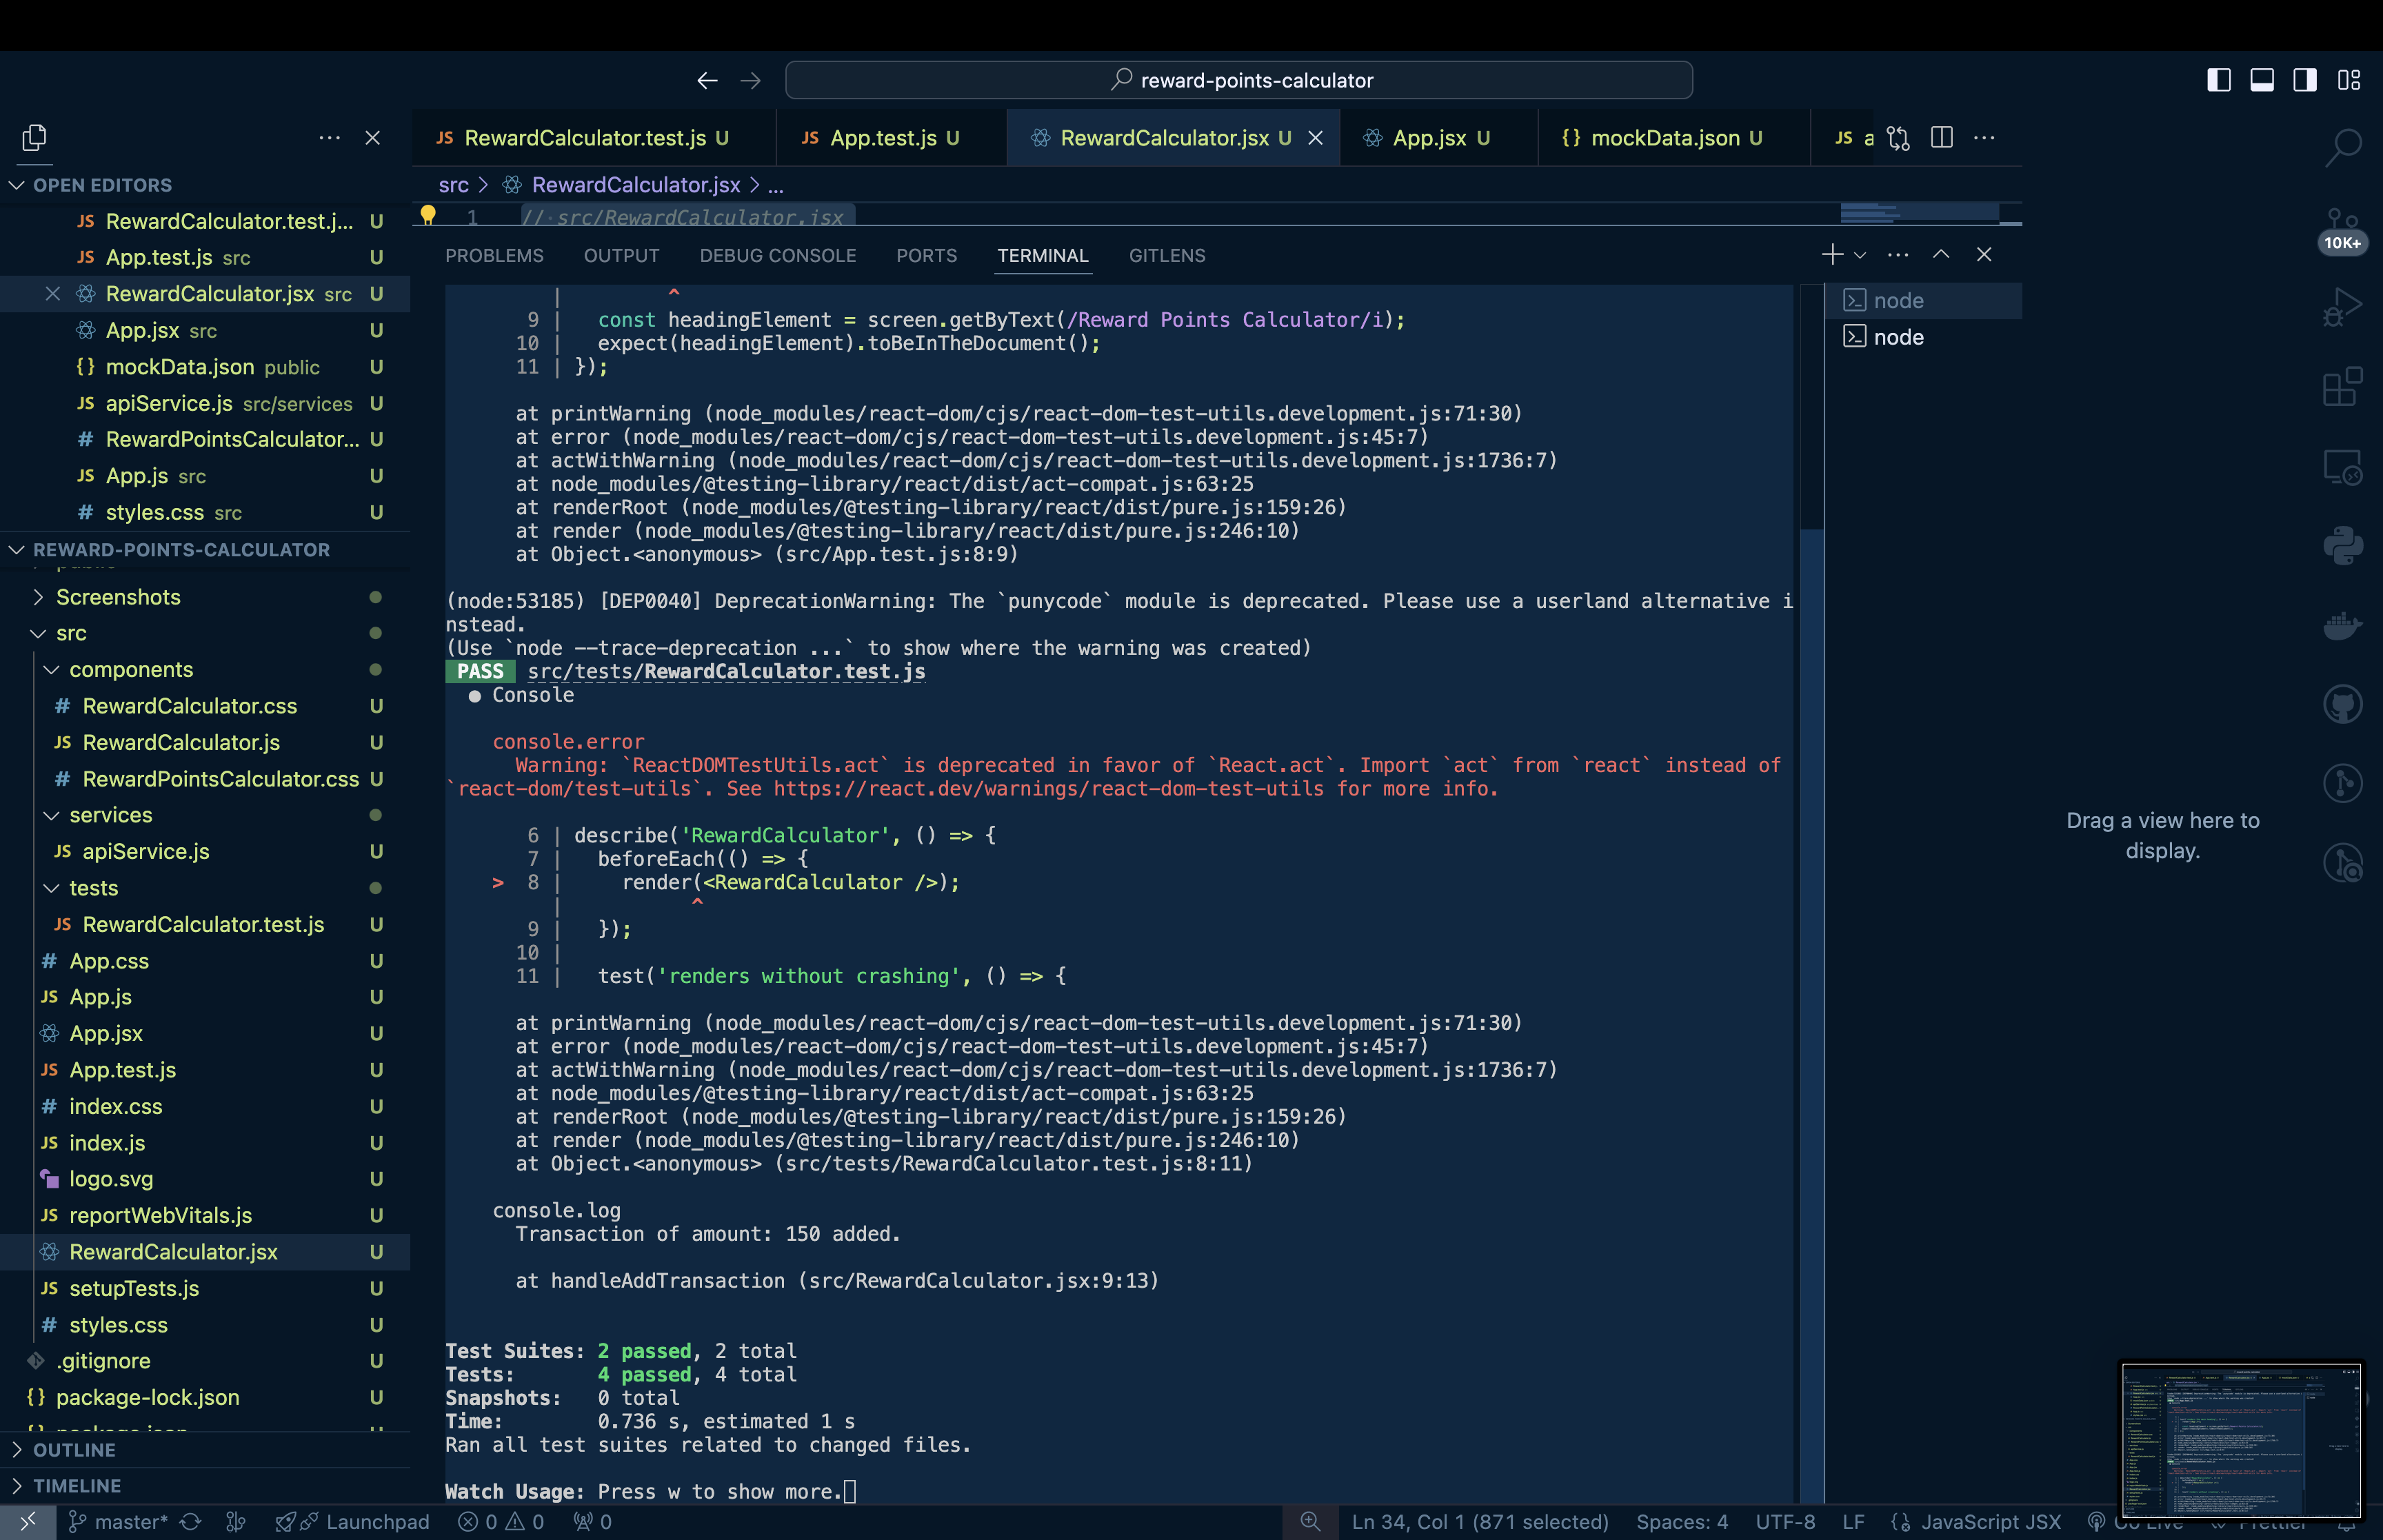 reward-points-calculator
OPEN EDITORS
JS RewardCalculator.test.j... U
JS App.test.js src U
RewardCalculator.jsx src U
App.jsx src U
{} mockData.json public U
JS apiService.js src/services U
# RewardPointsCalculator... U
JS App.js src U
# styles.css src U
REWARD-POINTS-CALCULATOR
Screenshots
src
components
# RewardCalculator.css U
JS RewardCalculator.js U
# RewardPointsCalculator.css U
services
JS apiService.js U
tests
JS RewardCalculator.test.js U
# App.css U
JS App.js U
App.jsx U
JS App.test.js U
# index.css U
JS index.js U
logo.svg U
JS reportWebVitals.js U
RewardCalculator.jsx U
JS setupTests.js U
# styles.css U
.gitignore U
{} package-lock.json U
OUTLINE
TIMELINE
JS RewardCalculator.test.js U
JS App.test.js U
RewardCalculator.jsx U
App.jsx U
{} mockData.json U
JS a
src > RewardCalculator.jsx > ...
1 // src/RewardCalculator.jsx
PROBLEMS OUTPUT DEBUG CONSOLE PORTS TERMINAL GITLENS
| ^
9 | const headingElement = screen.getByText(/Reward Points Calculator/i);
10 | expect(headingElement).toBeInTheDocument();
11 | });
at printWarning (node_modules/react-dom/cjs/react-dom-test-utils.development.js:71:30)
at error (node_modules/react-dom/cjs/react-dom-test-utils.development.js:45:7)
at actWithWarning (node_modules/react-dom/cjs/react-dom-test-utils.development.js:1736:7)
at node_modules/@testing-library/react/dist/act-compat.js:63:25
at renderRoot (node_modules/@testing-library/react/dist/pure.js:159:26)
at render (node_modules/@testing-library/react/dist/pure.js:246:10)
at Object.<anonymous> (src/App.test.js:8:9)
(node:53185) [DEP0040] DeprecationWarning: The `punycode` module is deprecated. Please use a userland alternative i
nstead.
(Use `node --trace-deprecation ...` to show where the warning was created)
PASS src/tests/RewardCalculator.test.js
● Console
console.error
Warning: `ReactDOMTestUtils.act` is deprecated in favor of `React.act`. Import `act` from `react` instead of
`react-dom/test-utils`. See https://react.dev/warnings/react-dom-test-utils for more info.
6 | describe('RewardCalculator', () => {
7 | beforeEach(() => {
> 8 | render(<RewardCalculator />);
| ^
9 | });
10 |
11 | test('renders without crashing', () => {
at printWarning (node_modules/react-dom/cjs/react-dom-test-utils.development.js:71:30)
at error (node_modules/react-dom/cjs/react-dom-test-utils.development.js:45:7)
at actWithWarning (node_modules/react-dom/cjs/react-dom-test-utils.development.js:1736:7)
at node_modules/@testing-library/react/dist/act-compat.js:63:25
at renderRoot (node_modules/@testing-library/react/dist/pure.js:159:26)
at render (node_modules/@testing-library/react/dist/pure.js:246:10)
at Object.<anonymous> (src/tests/RewardCalculator.test.js:8:11)
console.log
Transaction of amount: 150 added.
at handleAddTransaction (src/RewardCalculator.jsx:9:13)
Test Suites: 2 passed, 2 total
Tests: 4 passed, 4 total
Snapshots: 0 total
Time: 0.736 s, estimated 1 s
Ran all test suites related to changed files.
Watch Usage: Press w to show more.
node
node
10K+
Drag a view here to
display.
master* Launchpad 0 0 0
Ln 34, Col 1 (871 selected) Spaces: 4 UTF-8 LF JavaScript JSX